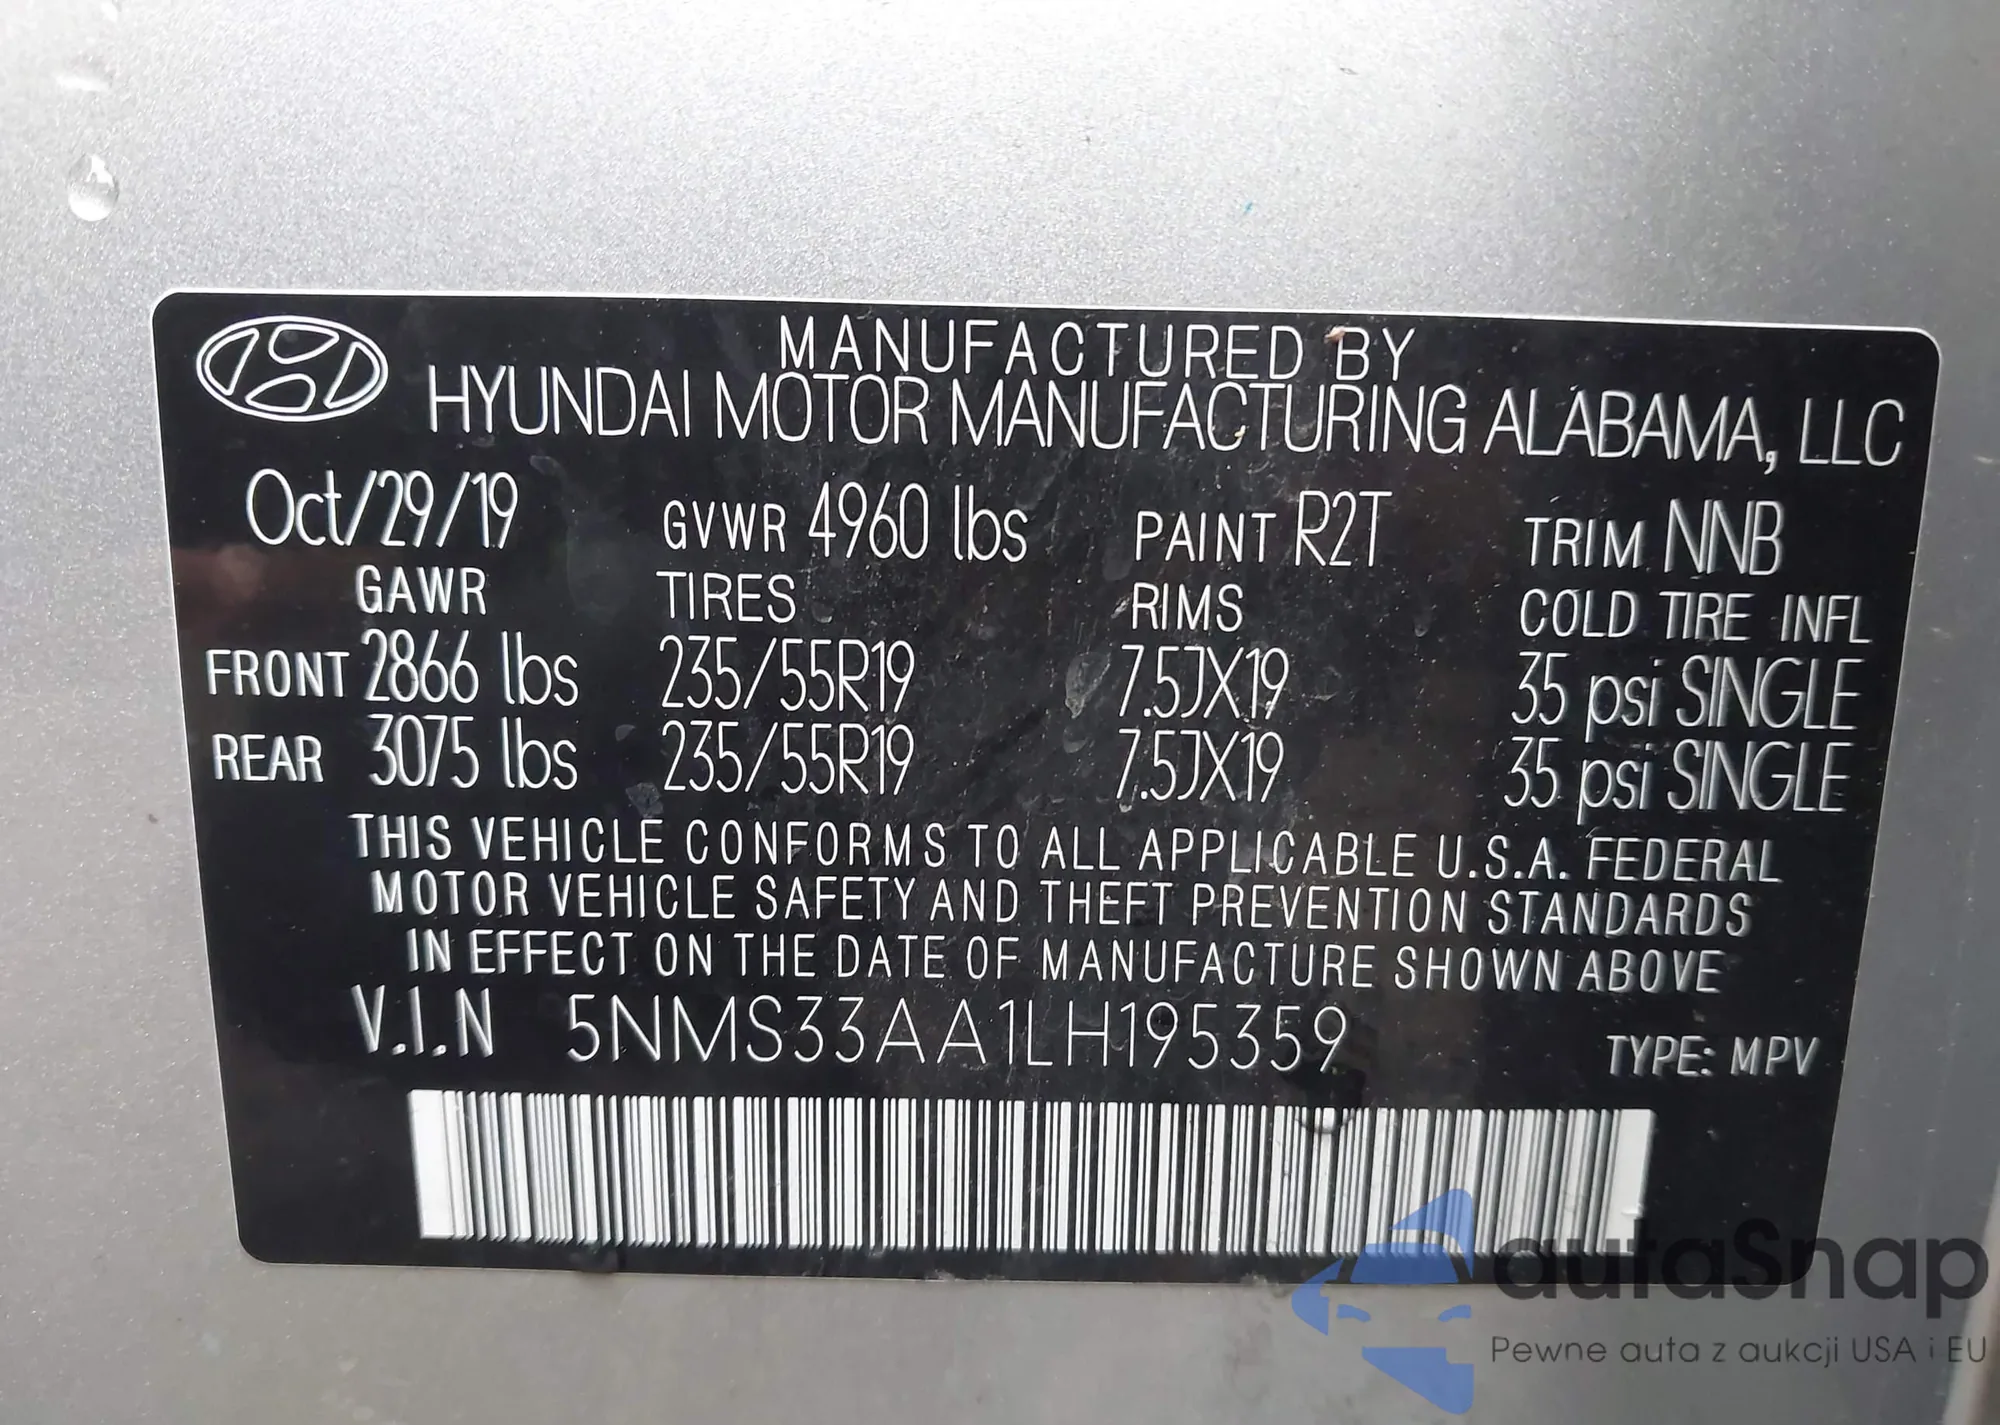 MANUFACTURED BY
HYUNDAI MOTOR MANUFACTURING ALABAMA, LLC
Oct/29/19 GVWR 4960 lbs PAINT R2T TRIM NNB
GAWR TIRES RIMS COLD TIRE INFL
FRONT 2866 lbs 235/55R19 7.5JX19 35 psi SINGLE
REAR 3075 lbs 235/55R19 7.5JX19 35 psi SINGLE
THIS VEHICLE CONFORMS TO ALL APPLICABLE U.S.A. FEDERAL
MOTOR VEHICLE SAFETY AND THEFT PREVENTION STANDARDS
IN EFFECT ON THE DATE OF MANUFACTURE SHOWN ABOVE
V.I.N 5NMS33AA1LH195359 TYPE: MPV
autaSnap
Pewne auta z aukcji USA i EU